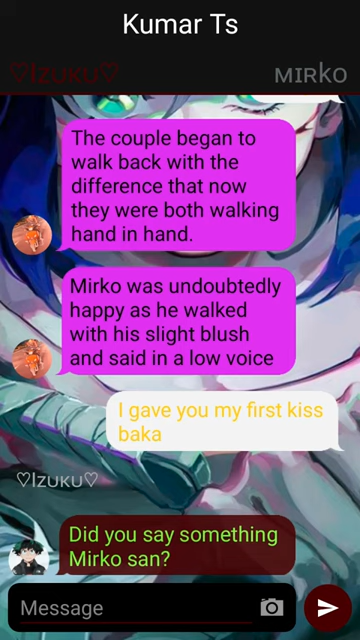 Kumar Ts
♡Izuku♡ MIRKO
The couple began to
walk back with the
difference that now
they were both walking
hand in hand.
Mirko was undoubtedly
happy as he walked
with his slight blush
and said in a low voice
I gave you my first kiss
baka
♡Izuku♡
Did you say something
Mirko san?
Message